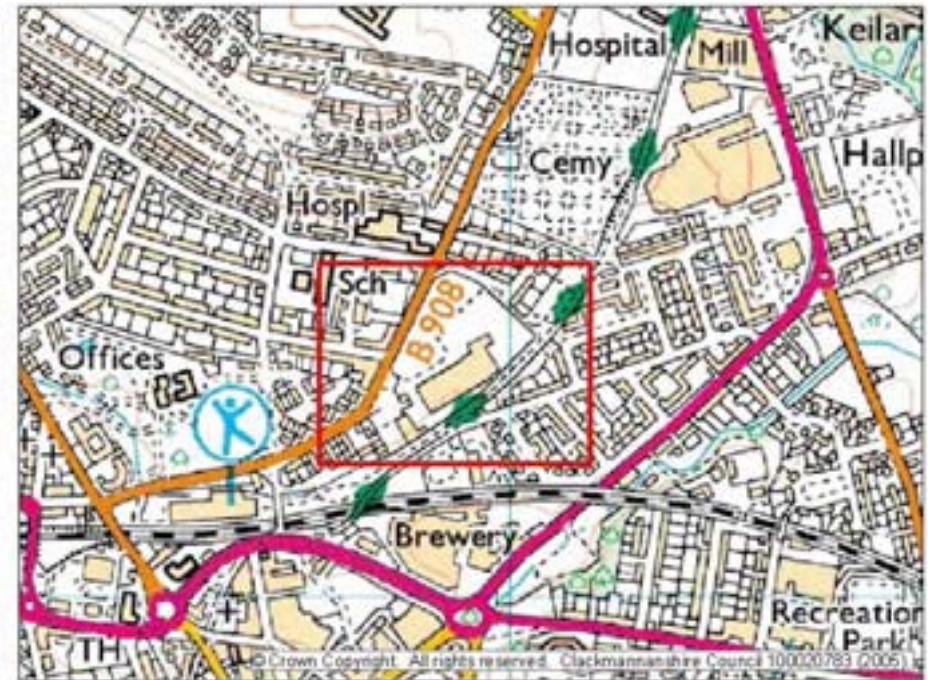 Hospital
Mill
Keilar
Cemy
Hallp
Hospl
Sch
B 908
Offices
Brewery
Recreation
Park
TH
© Crown Copyright. All rights reserved. Clackmannanshire Council 100020783 (2005)